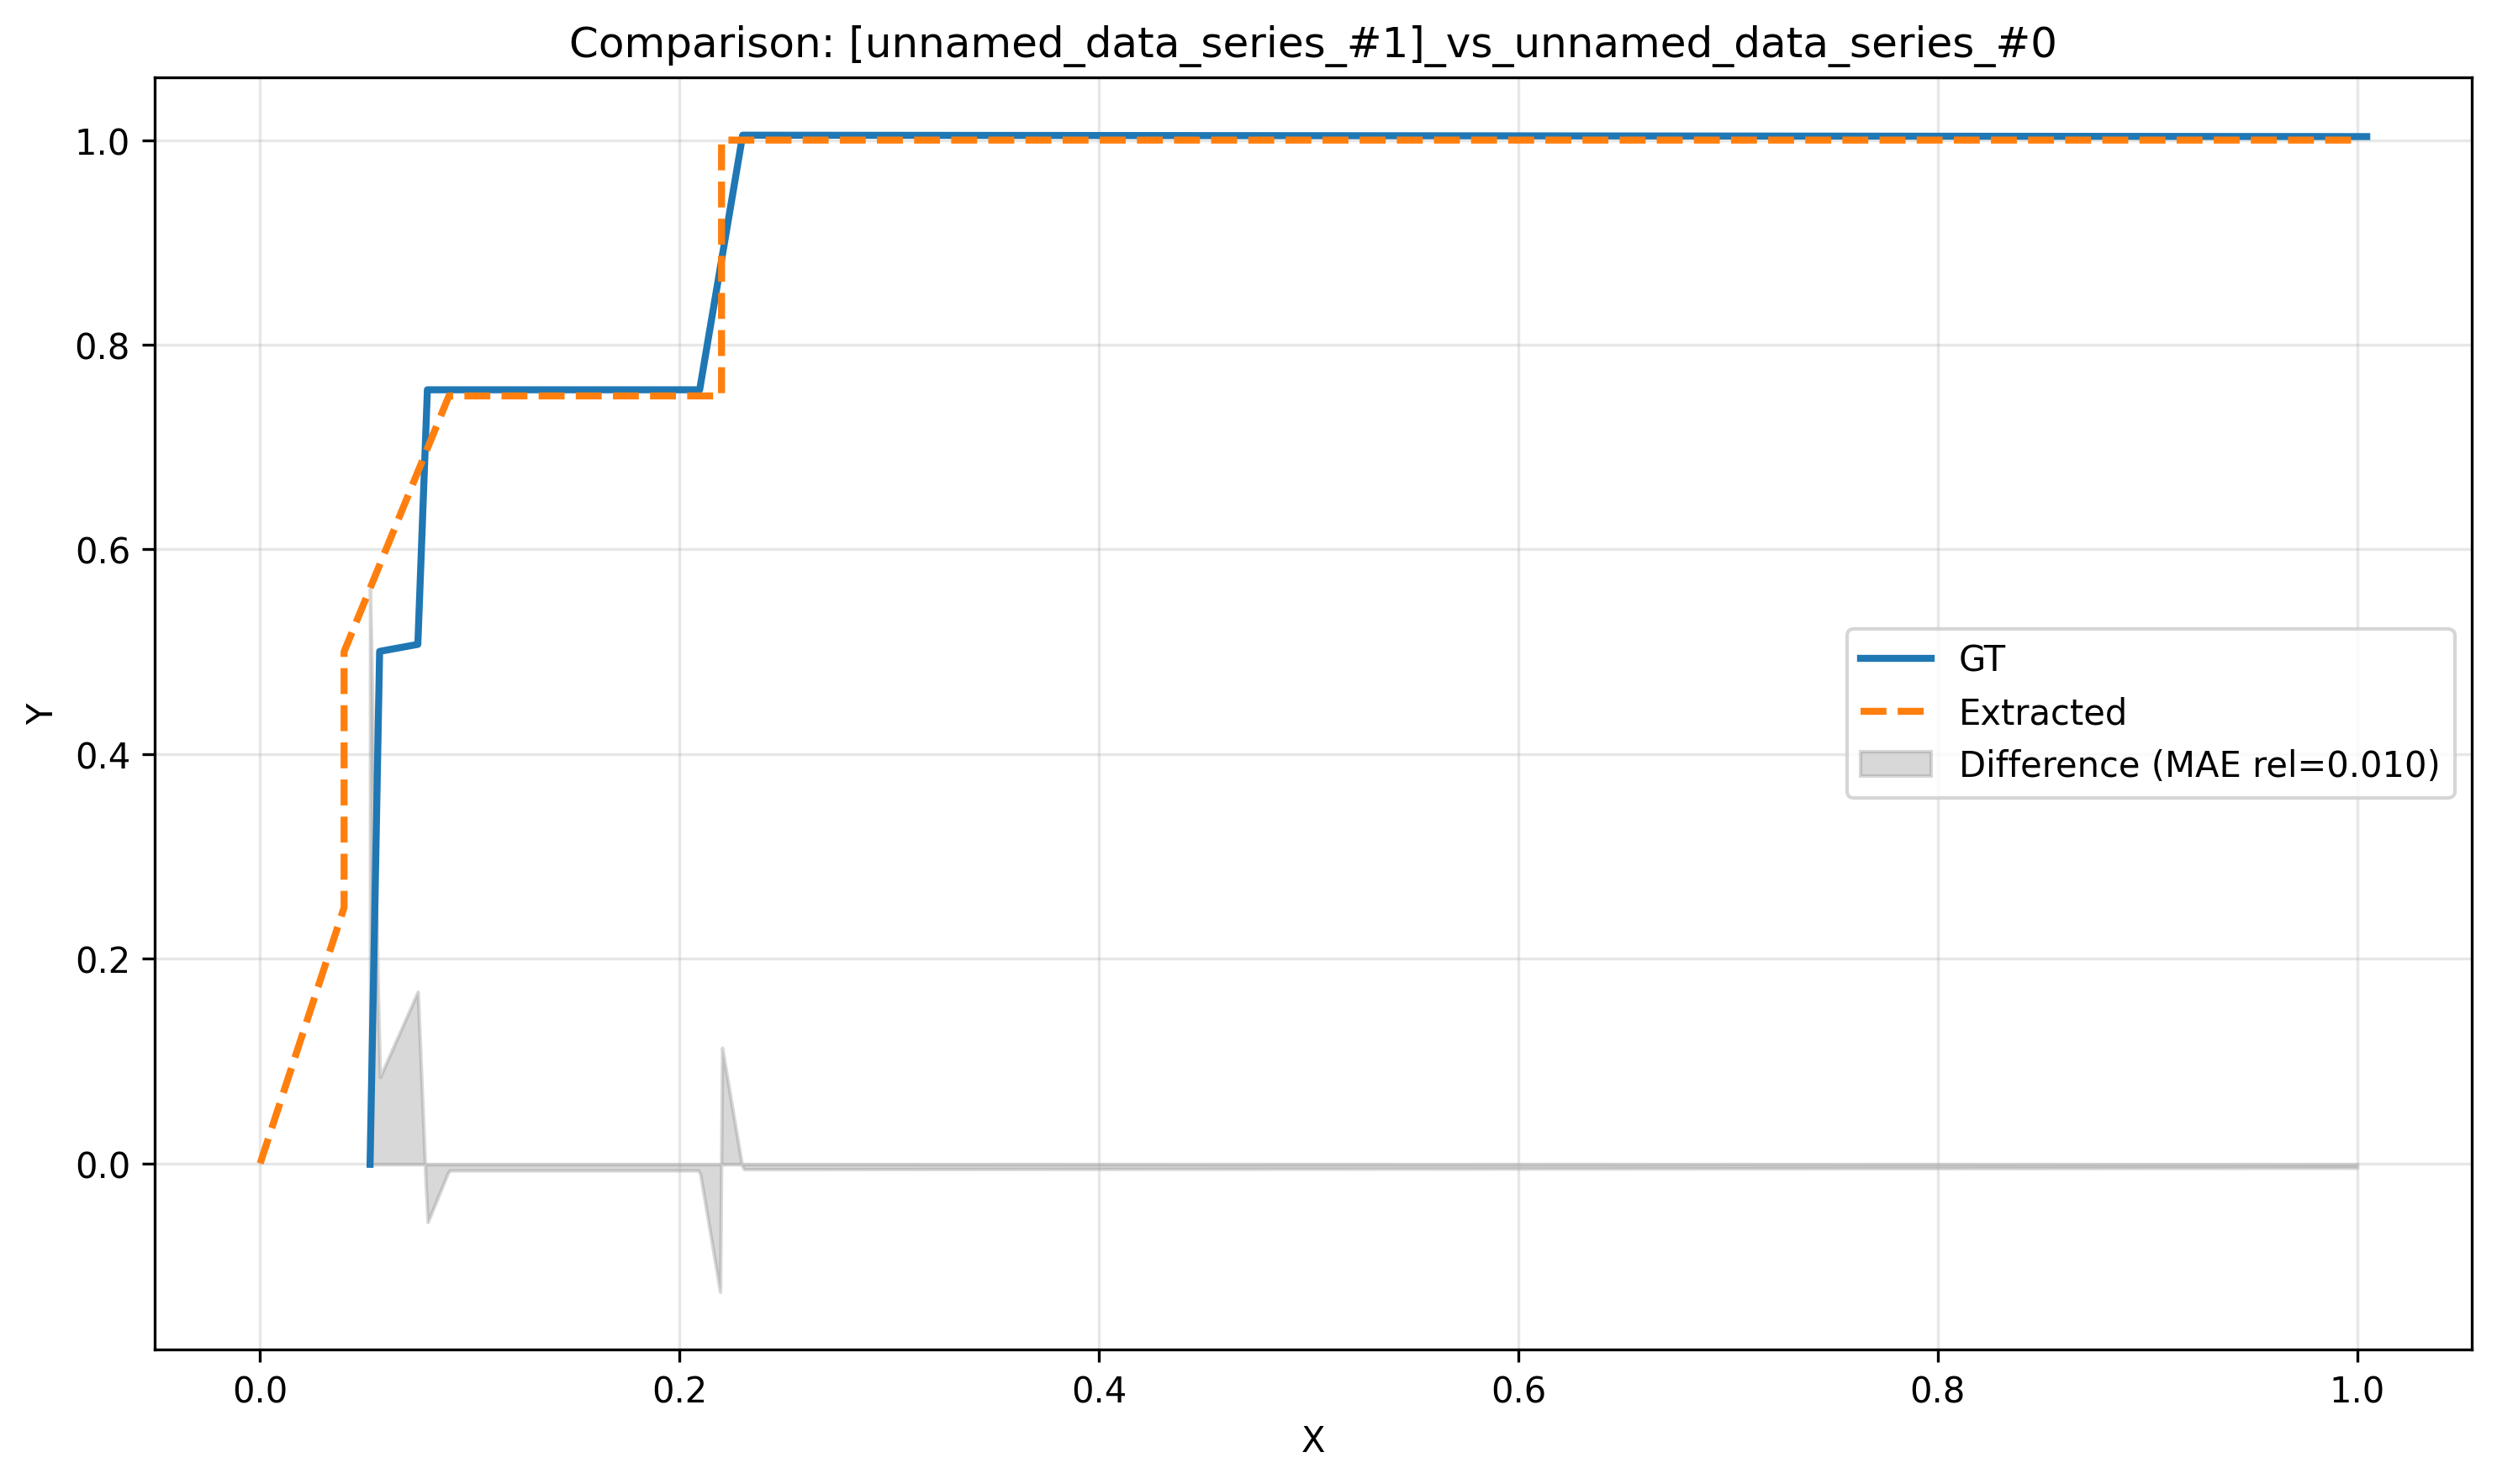 Comparison: [unnamed_data_series_#1]_vs_unnamed_data_series_#0
Y
1.0
0.8
0.6
0.4
0.2
0.0
GT
Extracted
Difference (MAE rel=0.010)
0.0 0.2 0.4 0.6 0.8 1.0
X